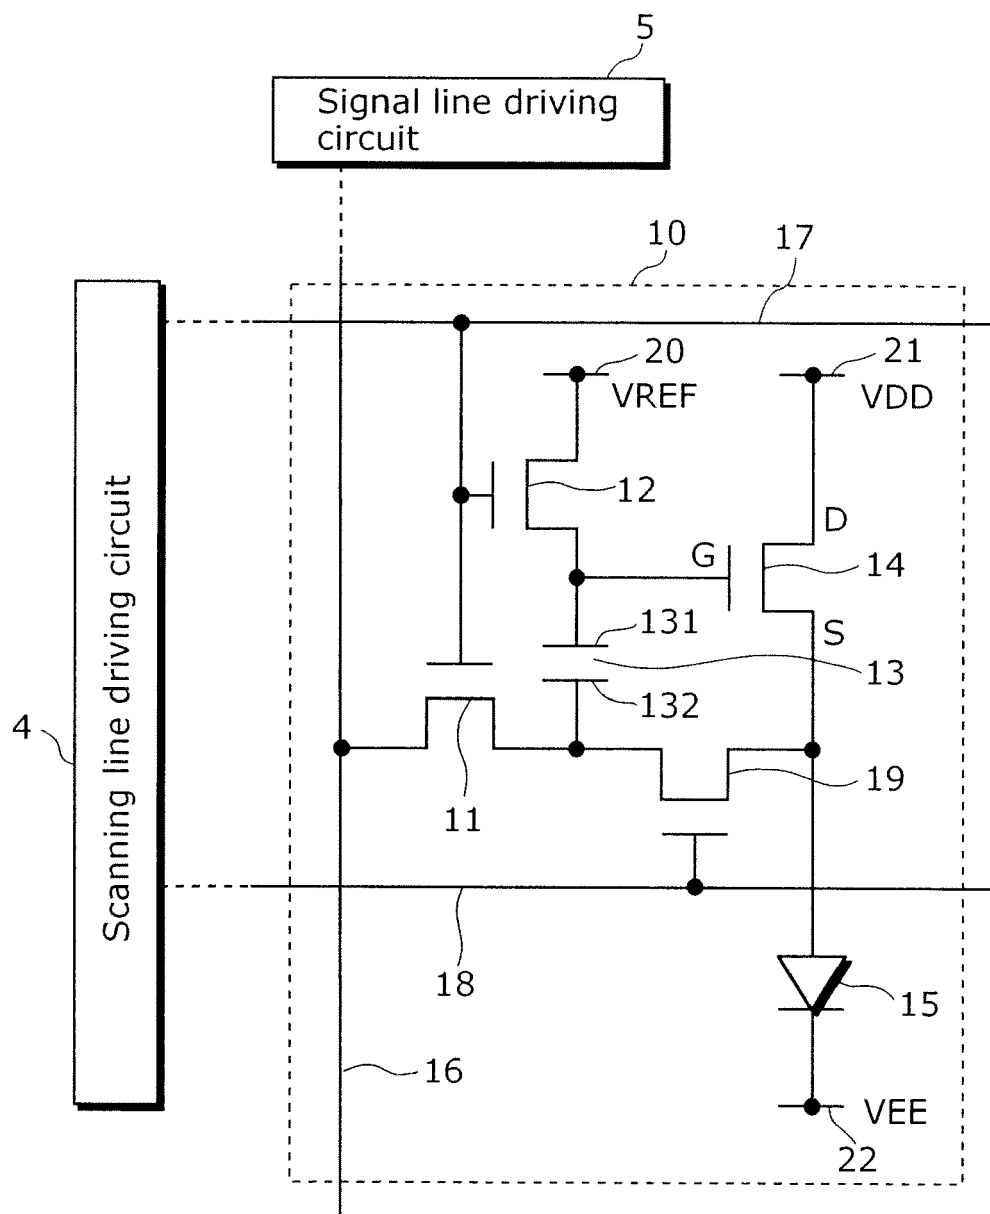 5
Signal line driving
circuit
10
17
20
VREF
21
VDD
12
D
G
14
131
S
13
132
4
Scanning line driving circuit
19
11
18
15
16
VEE
22